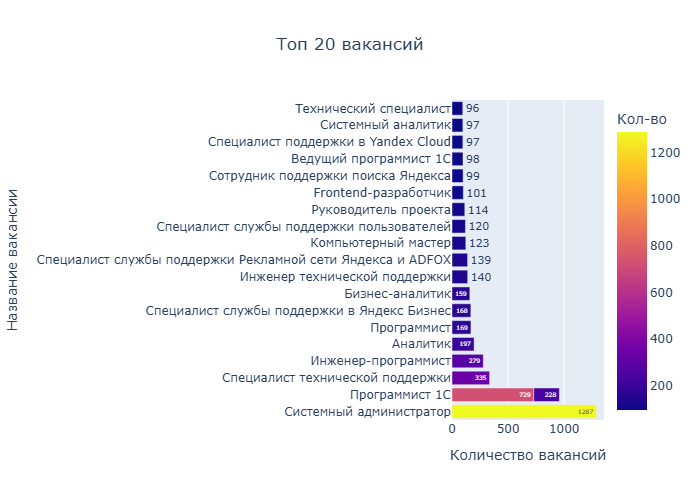 Топ 20 вакансий
Кол-во
Технический специалист 96
Системный аналитик 97
Специалист поддержки в Yandex Cloud 97
Ведущий программист 1С 98
Сотрудник поддержки поиска Яндекса 99
Frontend-разработчик 101
Руководитель проекта 114
Специалист службы поддержки пользователей 120
Компьютерный мастер 123
Специалист службы поддержки Рекламной сети Яндекса и ADFOX 139
Инженер технической поддержки 140
Бизнес-аналитик 159
Специалист службы поддержки в Яндекс Бизнес 168
Программист 169
Аналитик 197
Инженер-программист 279
Специалист технической поддержки 335
Программист 1С 729 228
Системный администратор 1287
0 500 1000
Количество вакансий
Название вакансии
1200
1000
800
600
400
200